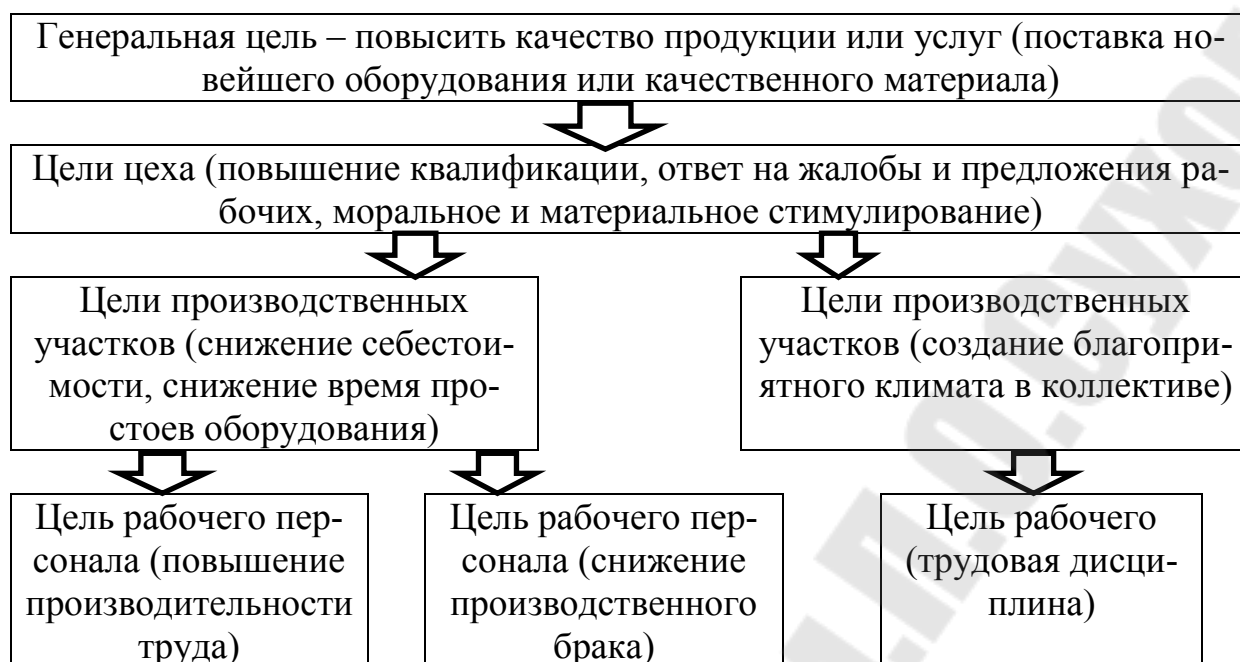 Генеральная цель – повысить качество продукции или услуг (поставка но-
вейшего оборудования или качественного материала)
Цели цеха (повышение квалификации, ответ на жалобы и предложения ра-
бочих, моральное и материальное стимулирование)
Цели производственных
участков (снижение себестои-
мости, снижение время про-
стоев оборудования)
Цели производственных
участков (создание благопри-
ятного климата в коллективе)
Цель рабочего пер-
сонала (повышение
производительности
труда)
Цель рабочего пер-
сонала (снижение
производственного
брака)
Цель рабочего
(трудовая дисци-
плина)